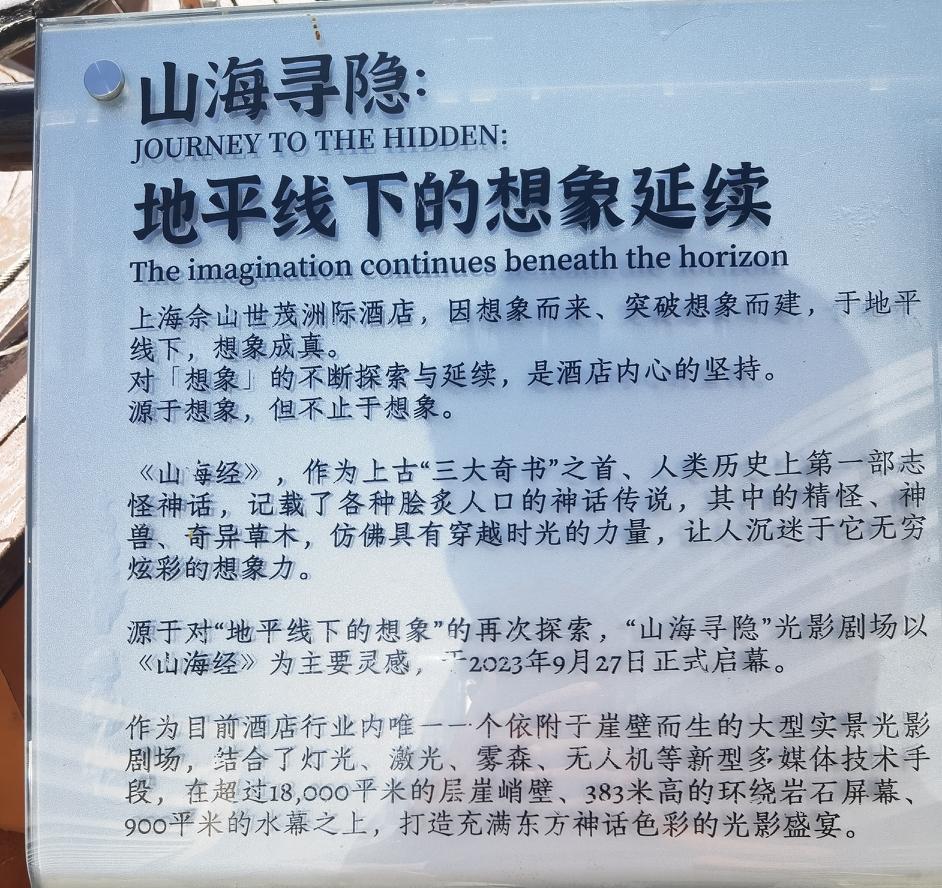 山海寻隐:
JOURNEY TO THE HIDDEN:
地平线下的想象延续
The imagination continues beneath the horizon
上海佘山世茂洲际酒店，因想象而来、突破想象而建，于地平
线下，想象成真。
对「想象」的不断探索与延续，是酒店内心的坚持。
源于想象，但不止于想象。
《山海经》，作为上古“三大奇书”之首、人类历史上第一部志
怪神话，记载了各种脍炙人口的神话传说，其中的精怪、神
兽、奇异草木，仿佛具有穿越时光的力量，让人沉迷于它无穷
炫彩的想象力。
源于对“地平线下的想象”的再次探索，“山海寻隐”光影剧场以
《山海经》为主要灵感，于2023年9月27日正式启幕。
作为目前酒店行业内唯一一个依附于崖壁而生的大型实景光影
剧场，结合了灯光、激光、雾森、无人机等新型多媒体技术手
段，在超过18,000平米的层崖峭壁、383米高的环绕岩石屏幕、
900平米的水幕之上，打造充满东方神话色彩的光影盛宴。